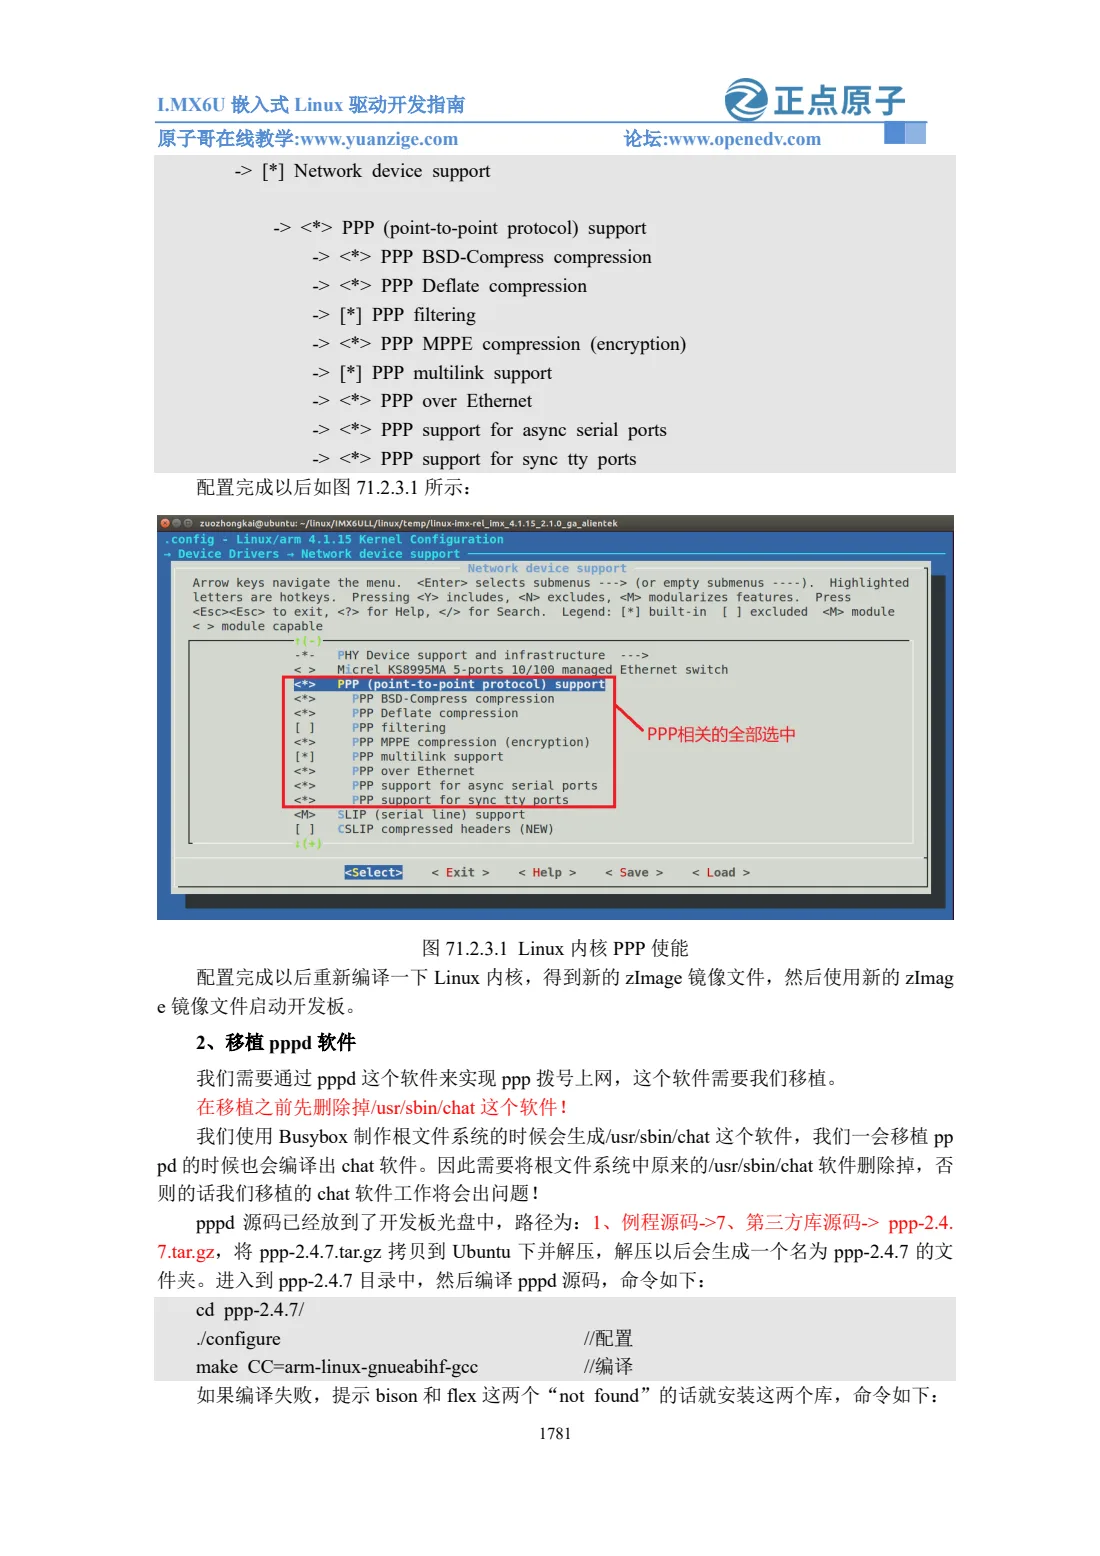 I.MX6U 嵌入式 Linux 驱动开发指南
正点原子
原子哥在线教学:www.yuanzige.com 论坛:www.openedv.com
-> [*] Network device support
-> <*> PPP (point-to-point protocol) support
-> <*> PPP BSD-Compress compression
-> <*> PPP Deflate compression
-> [*] PPP filtering
-> <*> PPP MPPE compression (encryption)
-> [*] PPP multilink support
-> <*> PPP over Ethernet
-> <*> PPP support for async serial ports
-> <*> PPP support for sync tty ports
配置完成以后如图 71.2.3.1 所示：
zuozhongkai@ubuntu: ~/linux/IMX6ULL/linux/temp/linux-imx-rel_imx_4.1.15_2.1.0_ga_alientek
.config - Linux/arm 4.1.15 Kernel Configuration
→ Device Drivers → Network device support
Network device support
Arrow keys navigate the menu. <Enter> selects submenus ---> (or empty submenus ----). Highlighted
letters are hotkeys. Pressing <Y> includes, <N> excludes, <M> modularizes features. Press
<Esc><Esc> to exit, <?> for Help, </> for Search. Legend: [*] built-in [ ] excluded <M> module
< > module capable
↑(-)
-*- PHY Device support and infrastructure --->
< > Micrel KS8995MA 5-ports 10/100 managed Ethernet switch
<*> PPP (point-to-point protocol) support
<*> PPP BSD-Compress compression
<*> PPP Deflate compression
[ ] PPP filtering
<*> PPP MPPE compression (encryption)
[*] PPP multilink support
<*> PPP over Ethernet
<*> PPP support for async serial ports
<*> PPP support for sync tty ports
<M> SLIP (serial line) support
[ ] CSLIP compressed headers (NEW)
↓(+)
PPP相关的全部选中
<Select> < Exit > < Help > < Save > < Load >
图 71.2.3.1 Linux 内核 PPP 使能
配置完成以后重新编译一下 Linux 内核，得到新的 zImage 镜像文件，然后使用新的 zImag
e 镜像文件启动开发板。
2、移植 pppd 软件
我们需要通过 pppd 这个软件来实现 ppp 拨号上网，这个软件需要我们移植。
在移植之前先删除掉/usr/sbin/chat 这个软件！
我们使用 Busybox 制作根文件系统的时候会生成/usr/sbin/chat 这个软件，我们一会移植 pp
pd 的时候也会编译出 chat 软件。因此需要将根文件系统中原来的/usr/sbin/chat 软件删除掉，否
则的话我们移植的 chat 软件工作将会出问题！
pppd 源码已经放到了开发板光盘中，路径为：1、例程源码->7、第三方库源码-> ppp-2.4.
7.tar.gz，将 ppp-2.4.7.tar.gz 拷贝到 Ubuntu 下并解压，解压以后会生成一个名为 ppp-2.4.7 的文
件夹。进入到 ppp-2.4.7 目录中，然后编译 pppd 源码，命令如下：
cd ppp-2.4.7/
./configure //配置
make CC=arm-linux-gnueabihf-gcc //编译
如果编译失败，提示 bison 和 flex 这两个“not found”的话就安装这两个库，命令如下：
1781